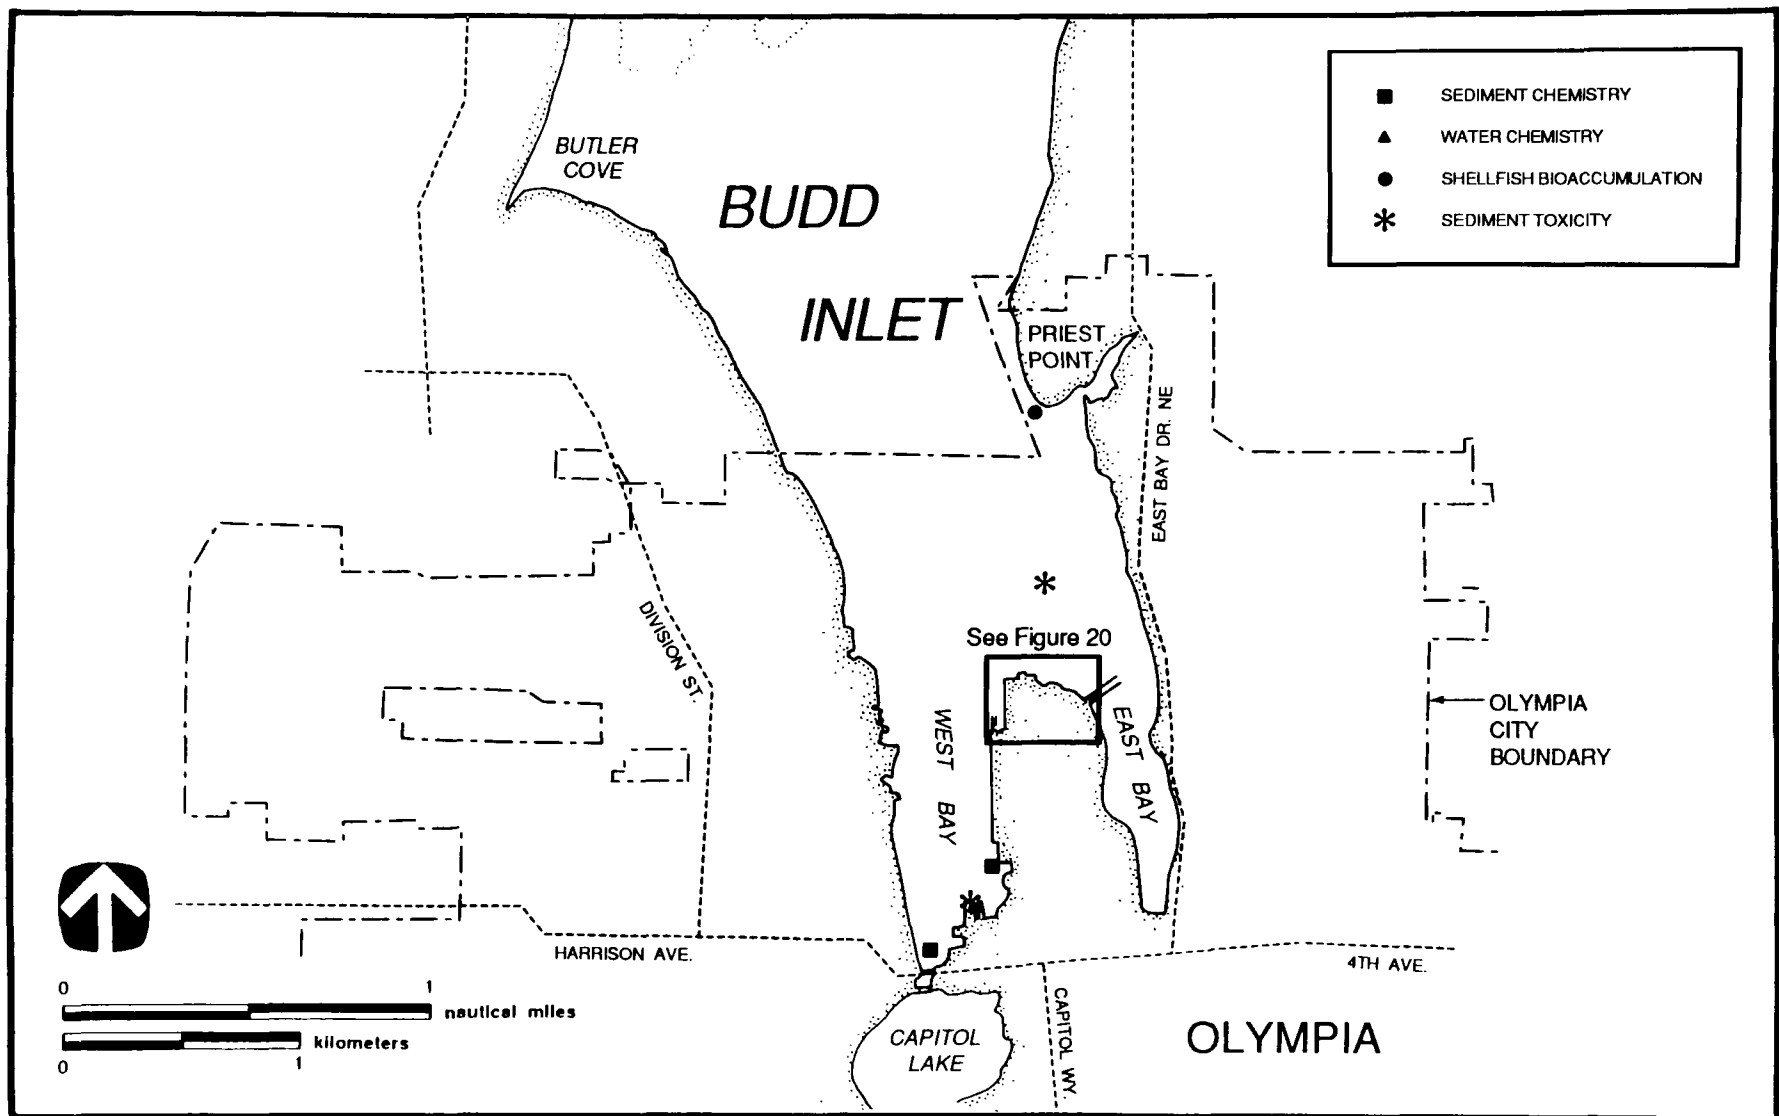 SEDIMENT CHEMISTRY
WATER CHEMISTRY
SHELLFISH BIOACCUMULATION
SEDIMENT TOXICITY
BUTLER
COVE
BUDD
INLET
PRIEST
POINT
EAST BAY DR. NE
DIVISION ST.
See Figure 20
WEST BAY
EAST BAY
OLYMPIA
CITY
BOUNDARY
HARRISON AVE.
4TH AVE.
CAPITOL WY.
CAPITOL
LAKE
OLYMPIA
0 1
nautical miles
kilometers
0 1